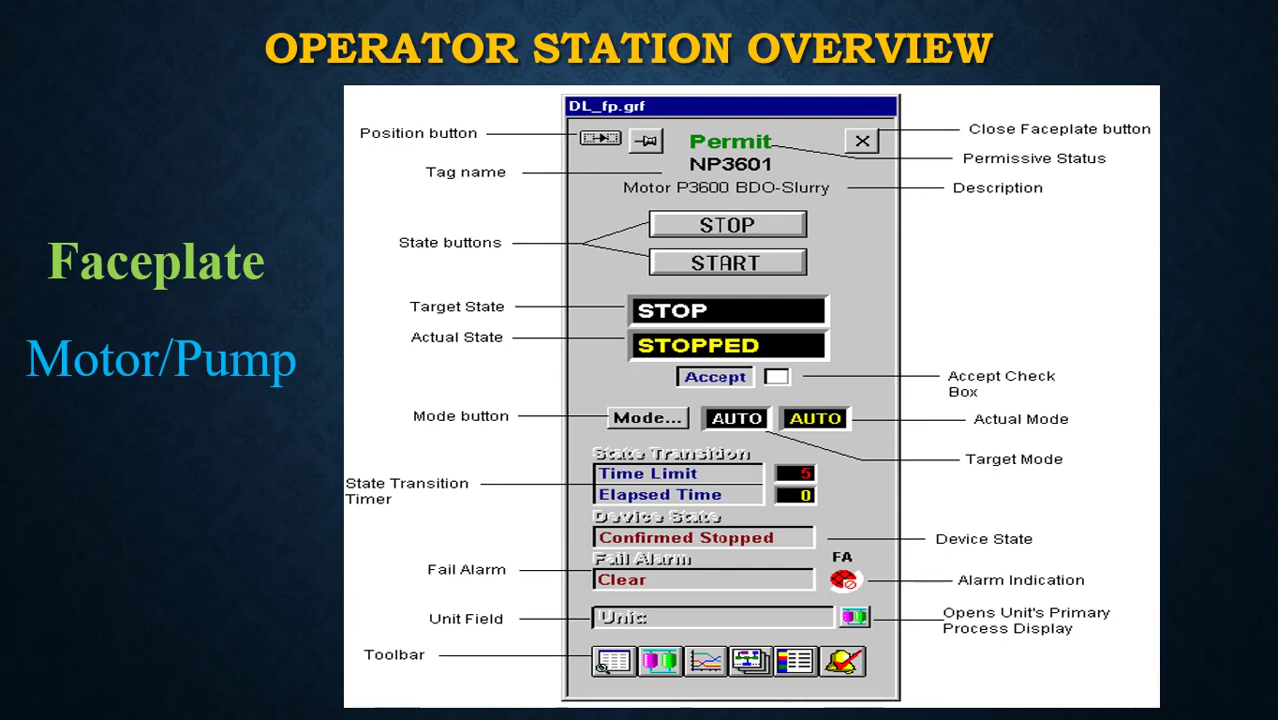 OPERATOR STATION OVERVIEW
Faceplate
Motor/Pump
DL_fp.grf
Position button
Permit
Close Faceplate button
Permissive Status
Tag name
NP3601
Motor P3600 BDO-Slurry
Description
State buttons
STOP
START
Target State
STOP
Actual State
STOPPED
Accept
Accept Check
Box
Mode button
Mode...
AUTO
AUTO
Actual Mode
Target Mode
State Transition
Time Limit
5
State Transition
Timer
Elapsed Time
0
Device State
Confirmed Stopped
Device State
Fail Alarm
FA
Fail Alarm
Clear
Alarm Indication
Unit Field
Unit:
Opens Unit's Primary
Process Display
Toolbar